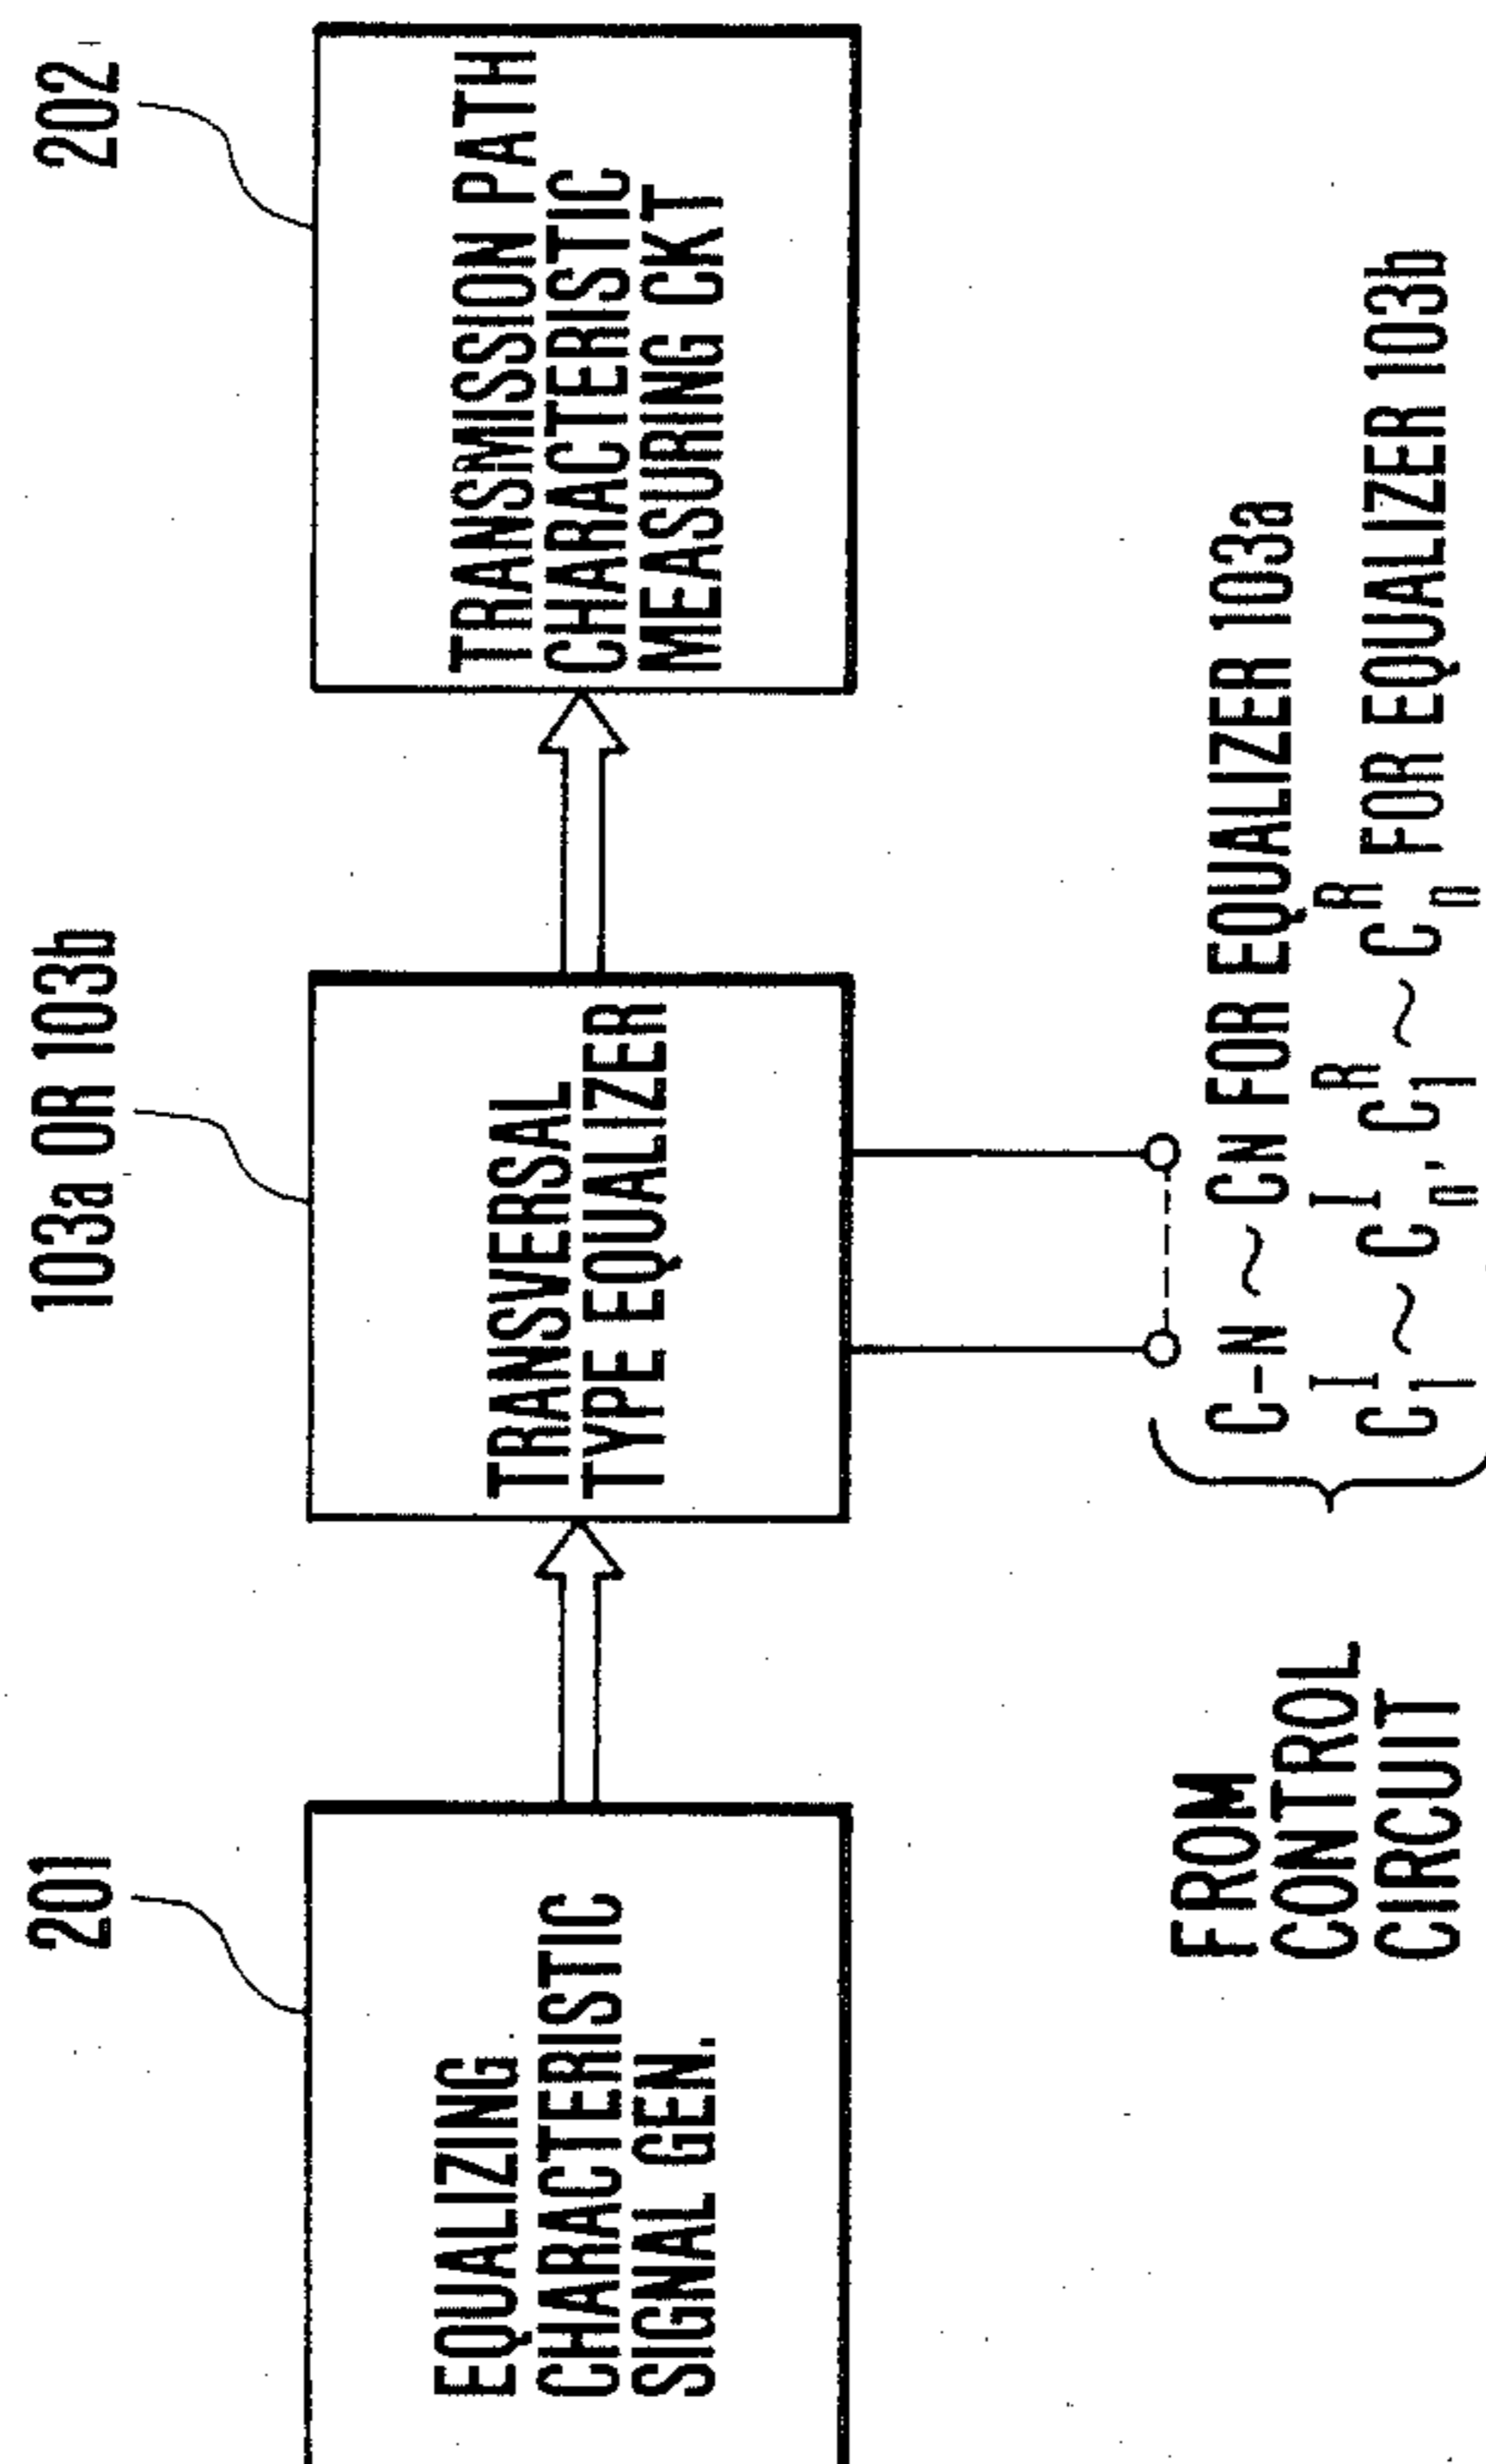 201
103a OR 103b
202
EQUALIZING
CHARACTERISTIC
SIGNAL GEN.
TRANSVERSAL
TYPE EQUALIZER
TRANSMISSION PATH
CHARACTERISTIC
MEASURING CKT
FROM
CONTROL
CIRCUIT
C-N ~ CN FOR EQUALIZER 103a
C₁ᴵ ~ Cₙᴵ, C₁ᴿ ~ Cₙᴿ FOR EQUALIZER 103b